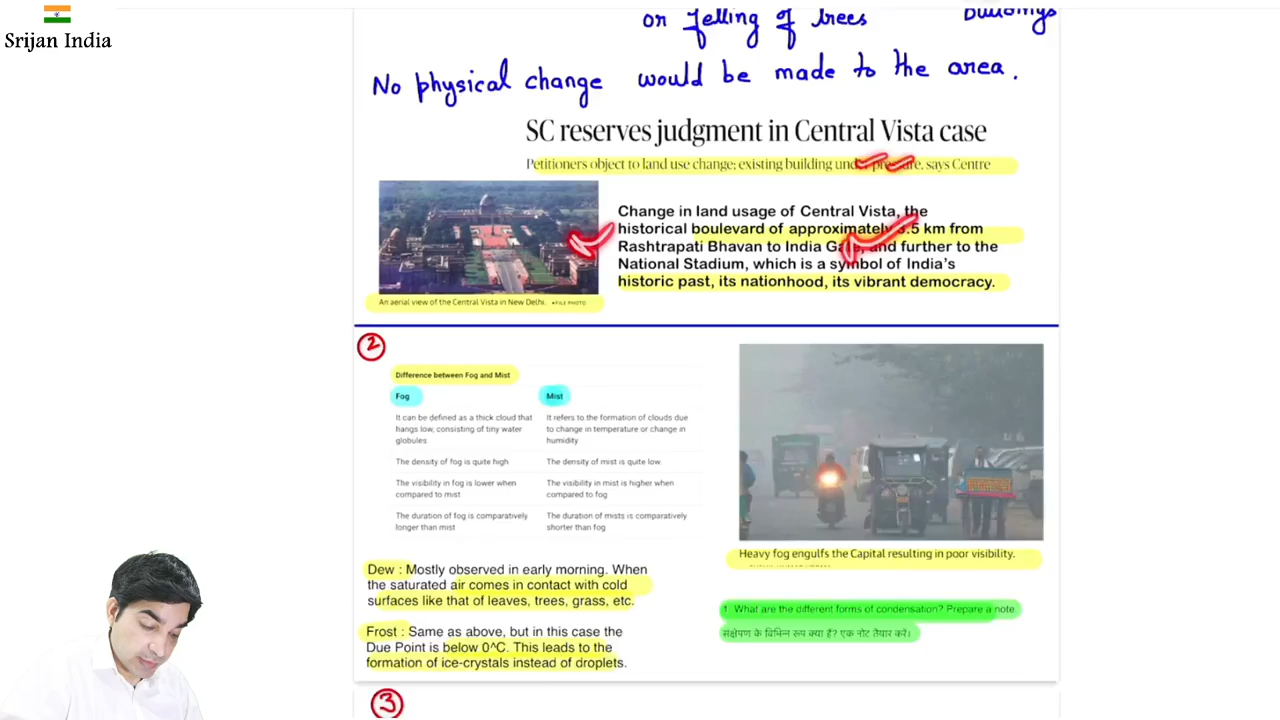 Srijan India
or felling of trees buildings
No physical change would be made to the area.
SC reserves judgment in Central Vista case
Petitioners object to land use change; existing building under pressure, says Centre
Change in land usage of Central Vista, the
historical boulevard of approximately 3.5 km from
Rashtrapati Bhavan to India Gate, and further to the
National Stadium, which is a symbol of India's
historic past, its nationhood, its vibrant democracy.
An aerial view of the Central Vista in New Delhi. •FILE PHOTO
2
Difference between Fog and Mist
Fog Mist
It can be defined as a thick cloud that It refers to the formation of clouds due
hangs low, consisting of tiny water to change in temperature or change in
globules humidity
The density of fog is quite high The density of mist is quite low
The visibility in fog is lower when The visibility in mist is higher when
compared to mist compared to fog
The duration of fog is comparatively The duration of mists is comparatively
longer than mist shorter than fog
Heavy fog engulfs the Capital resulting in poor visibility.
Dew : Mostly observed in early morning. When
the saturated air comes in contact with cold
surfaces like that of leaves, trees, grass, etc.
Frost : Same as above, but in this case the
Due Point is below 0^C. This leads to the
formation of ice-crystals instead of droplets.
1. What are the different forms of condensation? Prepare a note
संक्षेपण के विभिन्न रूप क्या हैं? एक नोट तैयार करें।
3